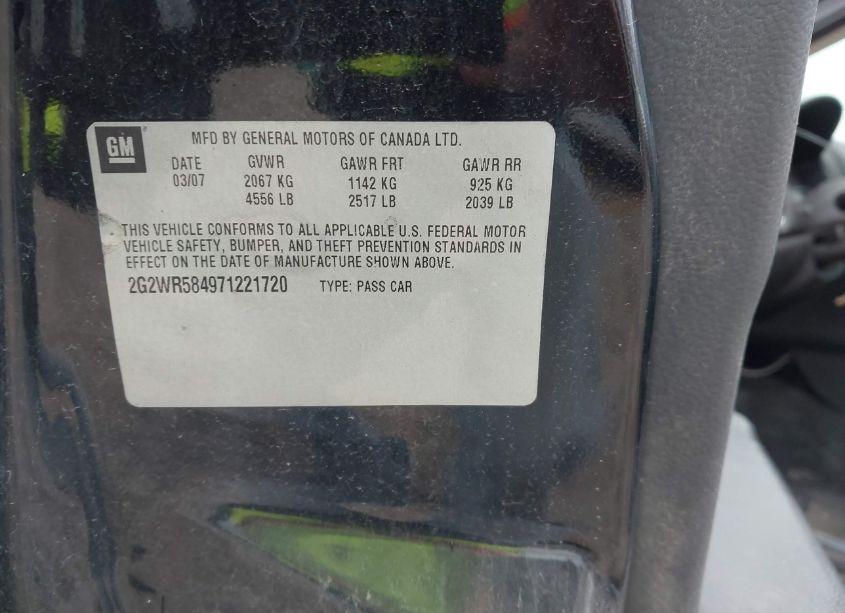 GM
MFD BY GENERAL MOTORS OF CANADA LTD.
DATE GVWR GAWR FRT GAWR RR
03/07 2067 KG 1142 KG 925 KG
4556 LB 2517 LB 2039 LB
THIS VEHICLE CONFORMS TO ALL APPLICABLE U.S. FEDERAL MOTOR
VEHICLE SAFETY, BUMPER, AND THEFT PREVENTION STANDARDS IN
EFFECT ON THE DATE OF MANUFACTURE SHOWN ABOVE.
2G2WR584971221720 TYPE: PASS CAR